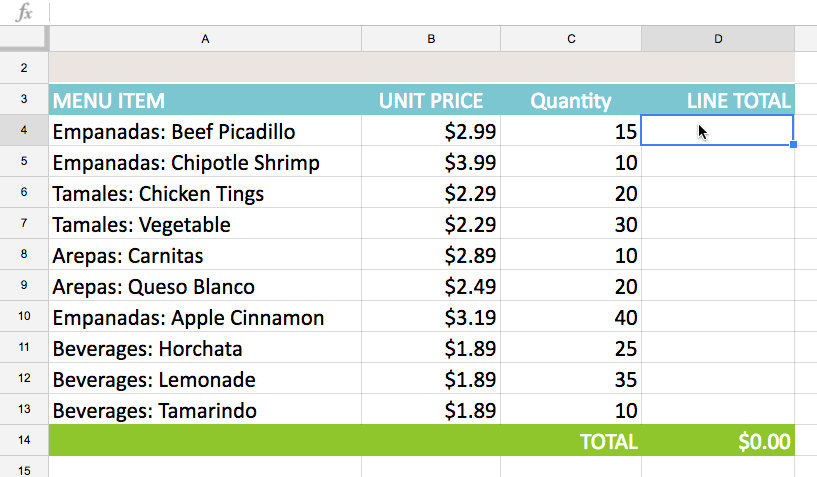 fx
A B C D
2
3 MENU ITEM UNIT PRICE Quantity LINE TOTAL
4 Empanadas: Beef Picadillo $2.99 15
5 Empanadas: Chipotle Shrimp $3.99 10
6 Tamales: Chicken Tings $2.29 20
7 Tamales: Vegetable $2.29 30
8 Arepas: Carnitas $2.89 10
9 Arepas: Queso Blanco $2.49 20
10 Empanadas: Apple Cinnamon $3.19 40
11 Beverages: Horchata $1.89 25
12 Beverages: Lemonade $1.89 35
13 Beverages: Tamarindo $1.89 10
14 TOTAL $0.00
15